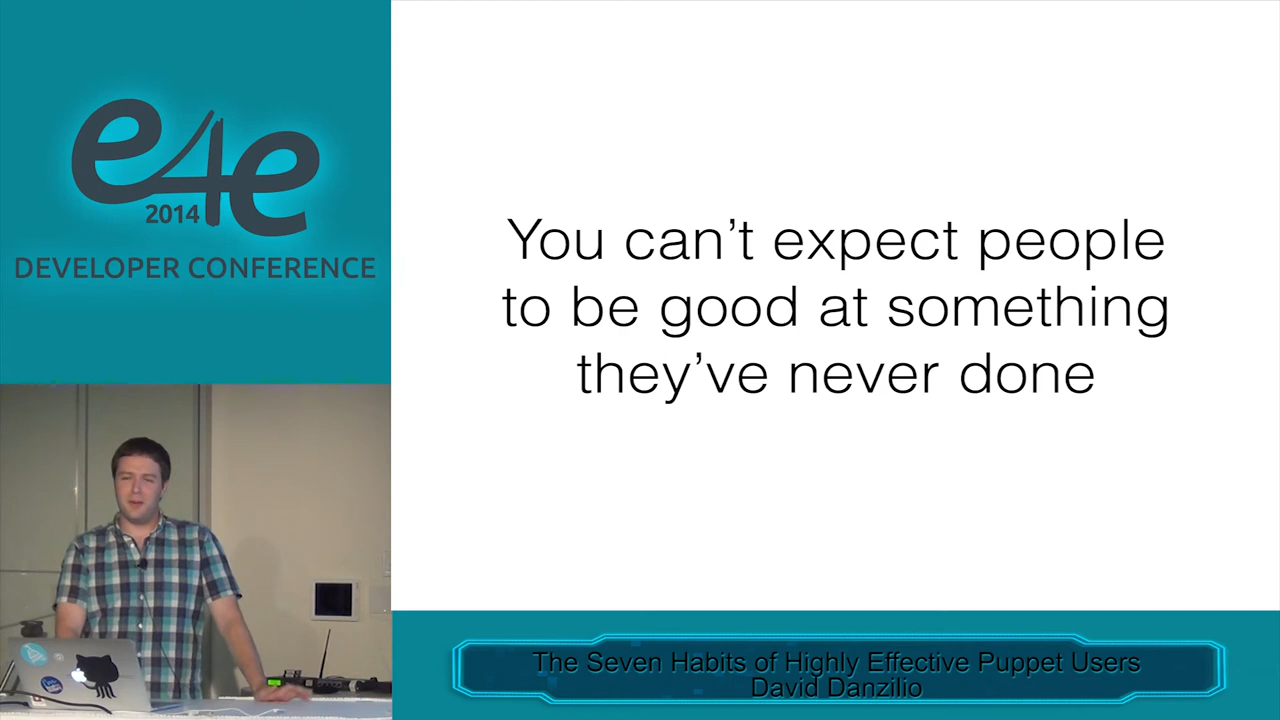 e4e
2014
DEVELOPER CONFERENCE
You can’t expect people
to be good at something
they’ve never done
The Seven Habits of Highly Effective Puppet Users
David Danzilio